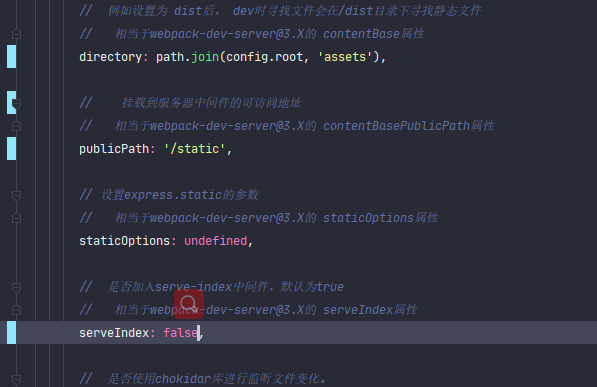 // 例如设置为 dist后， dev时寻找文件会在/dist目录下寻找静态文件
// 相当于webpack-dev-server@3.X的 contentBase属性
directory: path.join(config.root, 'assets'),
// 挂载到服务器中间件的可访问地址
// 相当于webpack-dev-server@3.X的 contentBasePublicPath属性
publicPath: '/static',
// 设置express.static的参数
// 相当于webpack-dev-server@3.X的 staticOptions属性
staticOptions: undefined,
// 是否加入serve-index中间件，默认为true
// 相当于webpack-dev-server@3.X的 serveIndex属性
serveIndex: false,
// 是否使用chokidar库进行监听文件变化。